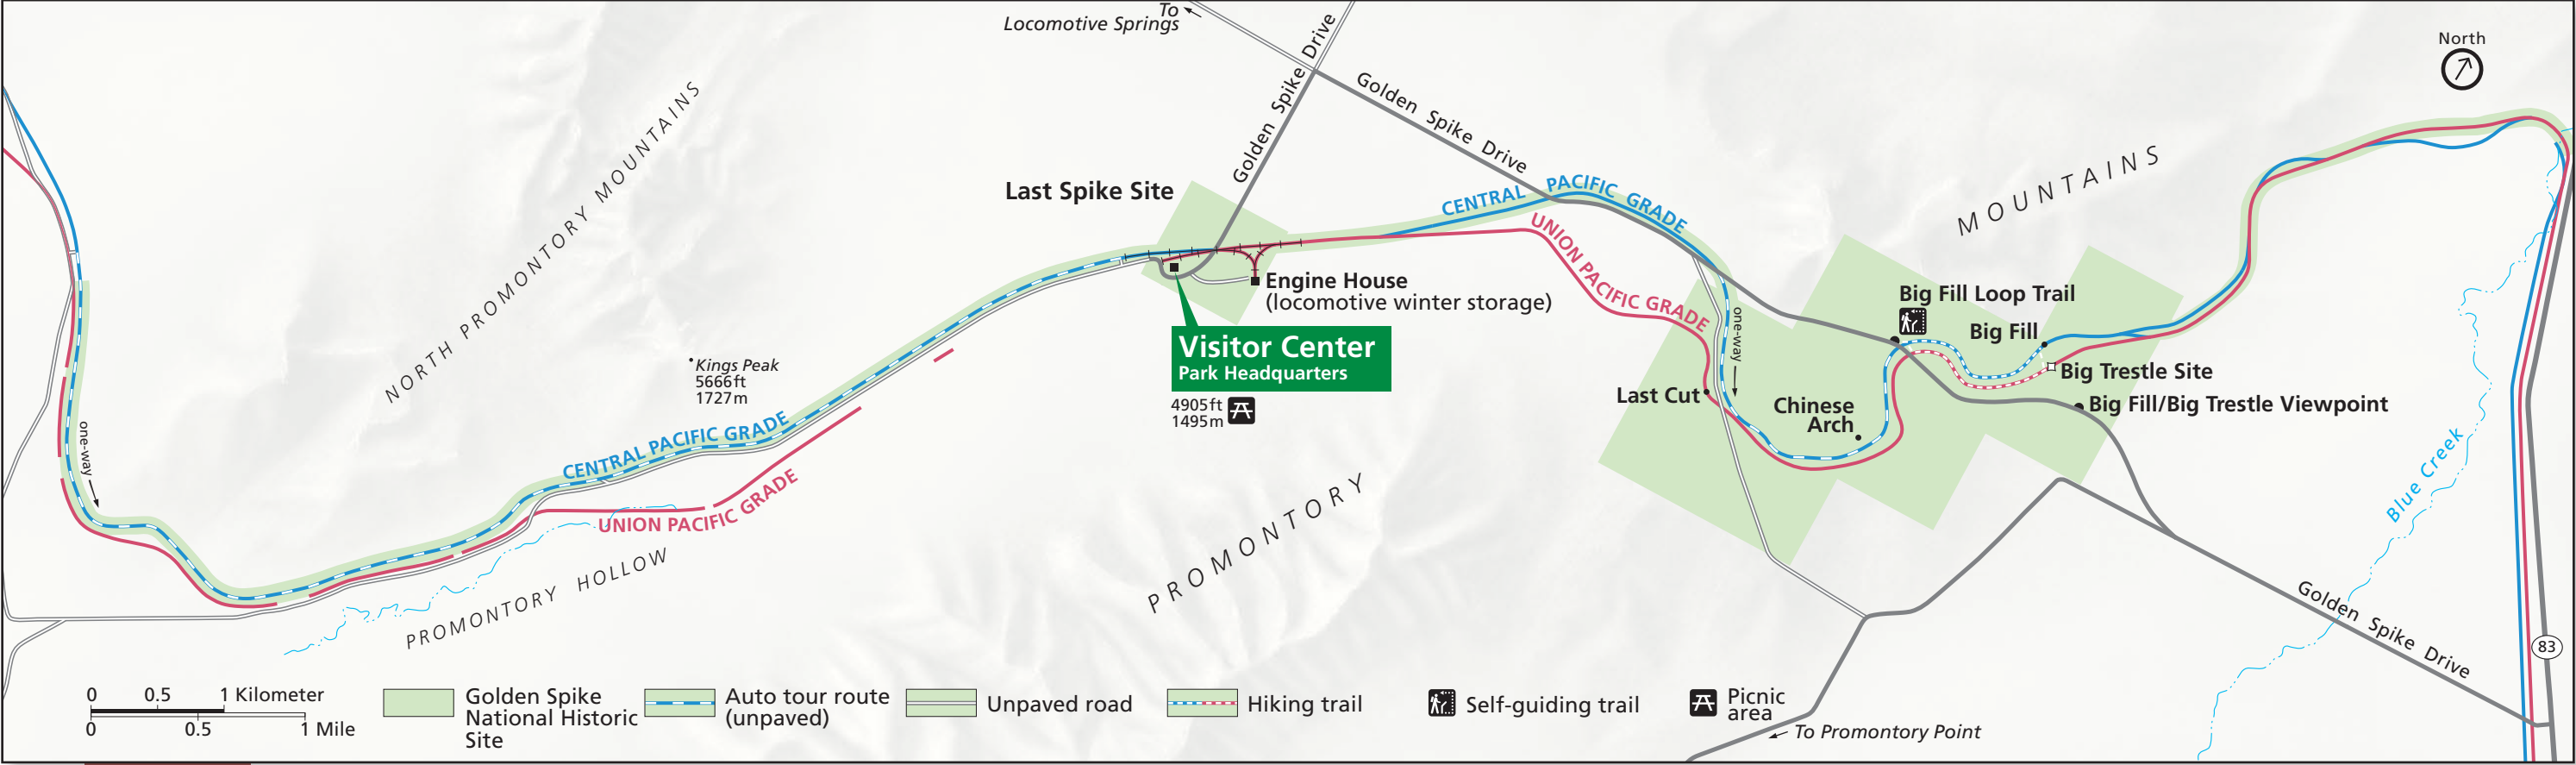 To
Locomotive Springs
Golden Spike Drive
Golden Spike Drive
North
NORTH PROMONTORY MOUNTAINS
Last Spike Site
CENTRAL PACIFIC GRADE
UNION PACIFIC GRADE
MOUNTAINS
Engine House
(locomotive winter storage)
Visitor Center
Park Headquarters
4905ft
1495m
Kings Peak
5666ft
1727m
one-way
Big Fill Loop Trail
Big Fill
Big Trestle Site
Big Fill/Big Trestle Viewpoint
Last Cut
Chinese
Arch
one-way
CENTRAL PACIFIC GRADE
UNION PACIFIC GRADE
PROMONTORY HOLLOW
PROMONTORY
Blue Creek
Golden Spike Drive
83
To Promontory Point
0 0.5 1 Kilometer
0 0.5 1 Mile
Golden Spike
National Historic
Site
Auto tour route
(unpaved)
Unpaved road
Hiking trail
Self-guiding trail
Picnic
area